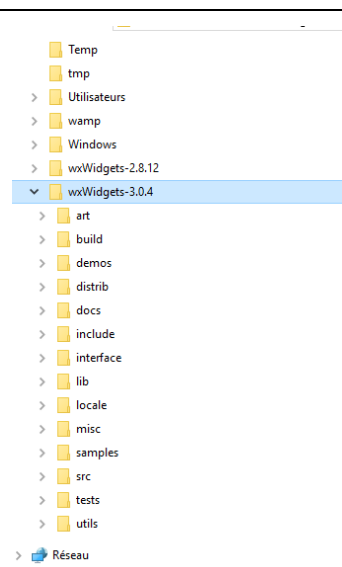 Temp
tmp
Utilisateurs
wamp
Windows
wxWidgets-2.8.12
wxWidgets-3.0.4
art
build
demos
distrib
docs
include
interface
lib
locale
misc
samples
src
tests
utils
Réseau